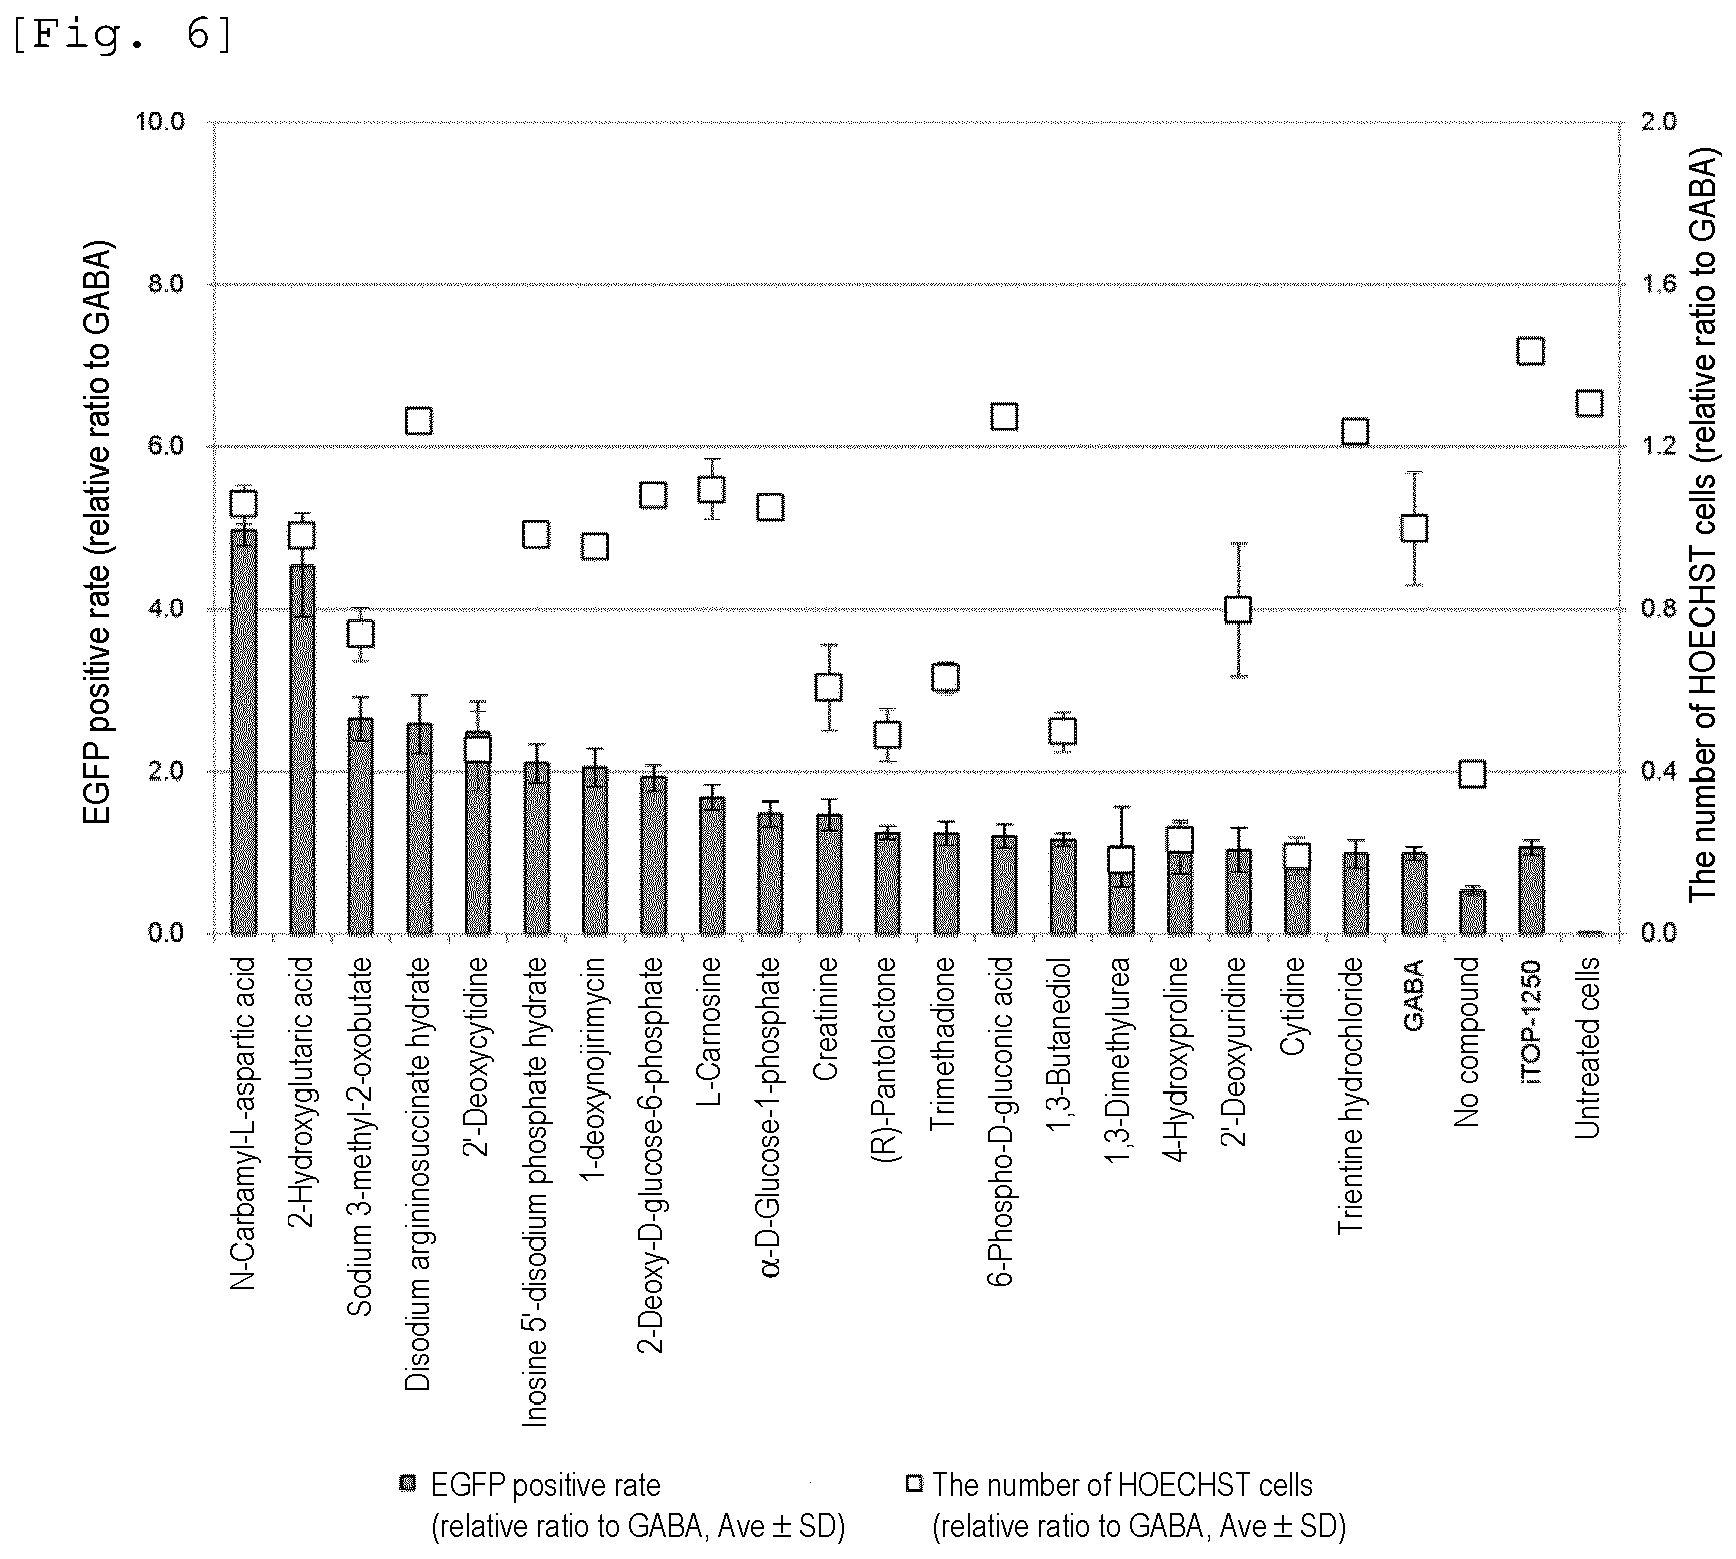 [Fig. 6]
10.0
8.0
6.0
4.0
2.0
0.0
EGFP positive rate (relative ratio to GABA)
2.0
1.6
1.2
0.8
0.4
0.0
The number of HOECHST cells (relative ratio to GABA)
N-Carbamyl-L-aspartic acid
2-Hydroxyglutaric acid
Sodium 3-methyl-2-oxobutate
Disodium argininosuccinate hydrate
2'-Deoxycytidine
Inosine 5'-disodium phosphate hydrate
1-deoxynojirimycin
2-Deoxy-D-glucose-6-phosphate
L-Carnosine
α-D-Glucose-1-phosphate
Creatinine
(R)-Pantolactone
Trimethadione
6-Phospho-D-gluconic acid
1,3-Butanediol
1,3-Dimethylurea
4-Hydroxyproline
2'-Deoxyuridine
Cytidine
Trientine hydrochloride
GABA
No compound
iTOP-1250
Untreated cells
EGFP positive rate
(relative ratio to GABA, Ave ± SD)
The number of HOECHST cells
(relative ratio to GABA, Ave ± SD)